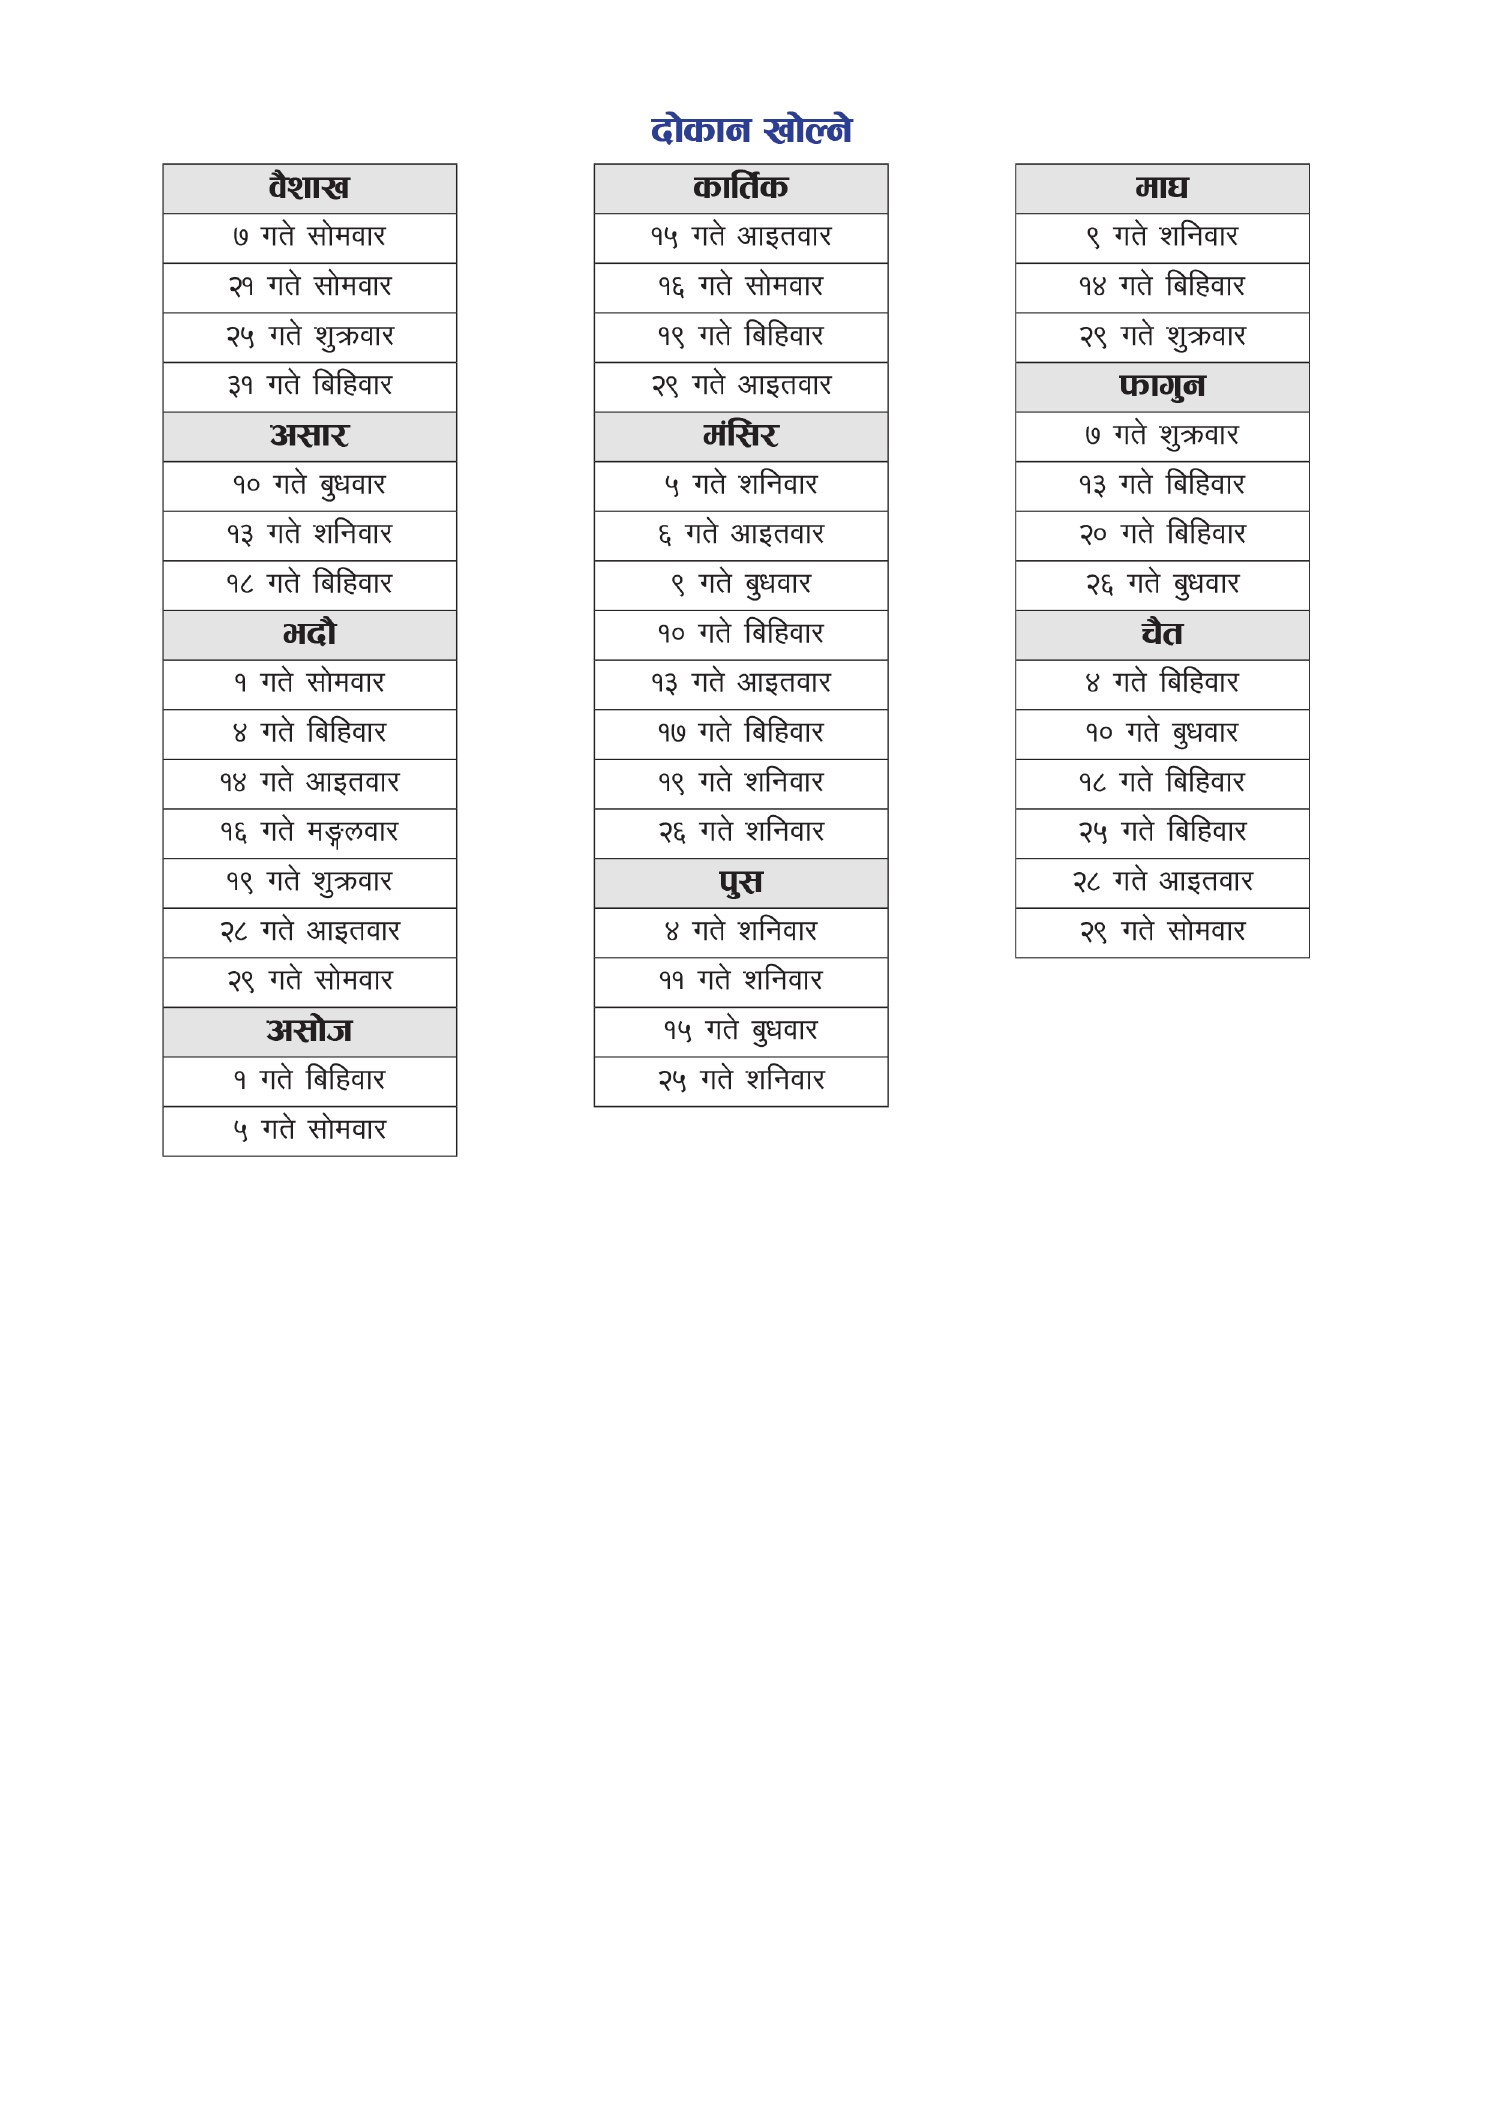 दोकान खोल्ने
वैशाख
७ गते सोमवार
२१ गते सोमवार
२५ गते शुक्रवार
३१ गते बिहिवार
असार
१० गते बुधवार
१३ गते शनिवार
१८ गते बिहिवार
भदौ
१ गते सोमवार
४ गते बिहिवार
१४ गते आइतवार
१६ गते मङ्गलवार
१९ गते शुक्रवार
२८ गते आइतवार
२९ गते सोमवार
असोज
१ गते बिहिवार
५ गते सोमवार
कार्तिक
१५ गते आइतवार
१६ गते सोमवार
१९ गते बिहिवार
२९ गते आइतवार
मंसिर
५ गते शनिवार
६ गते आइतवार
९ गते बुधवार
१० गते बिहिवार
१३ गते आइतवार
१७ गते बिहिवार
१९ गते शनिवार
२६ गते शनिवार
पुस
४ गते शनिवार
११ गते शनिवार
१५ गते बुधवार
२५ गते शनिवार
माघ
९ गते शनिवार
१४ गते बिहिवार
२९ गते शुक्रवार
फागुन
७ गते शुक्रवार
१३ गते बिहिवार
२० गते बिहिवार
२६ गते बुधवार
चैत
४ गते बिहिवार
१० गते बुधवार
१८ गते बिहिवार
२५ गते बिहिवार
२८ गते आइतवार
२९ गते सोमवार